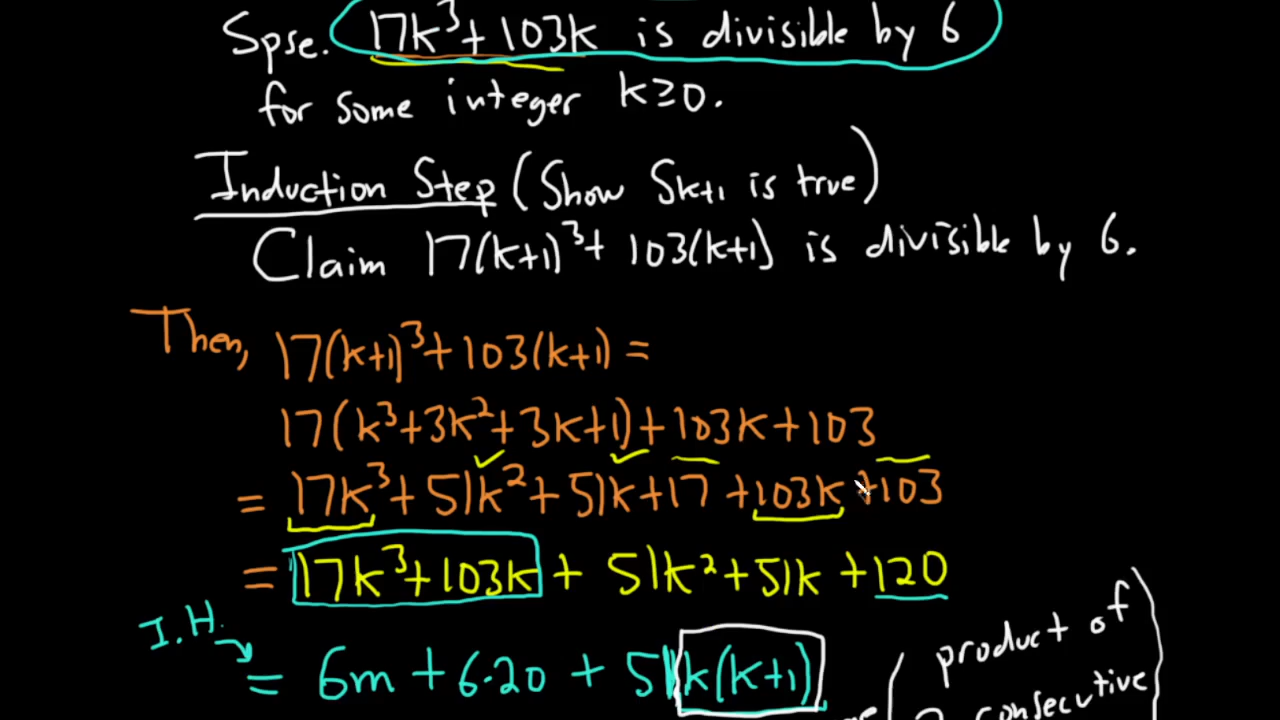 Spse. 17k³+103k is divisible by 6
for some integer k≥0.
Induction Step (Show Sk+1 is true)
Claim 17(k+1)³+ 103(k+1) is divisible by 6.
Then, 17(k+1)³+103(k+1) =
17(k³+3k²+3k+1)+103k+103
= 17k³+51k²+51k+17 +103k+103
= 17k³+103k + 51k²+51k +120
I.H.
= 6m + 6·20 + 51k(k+1)
product of
consecutive